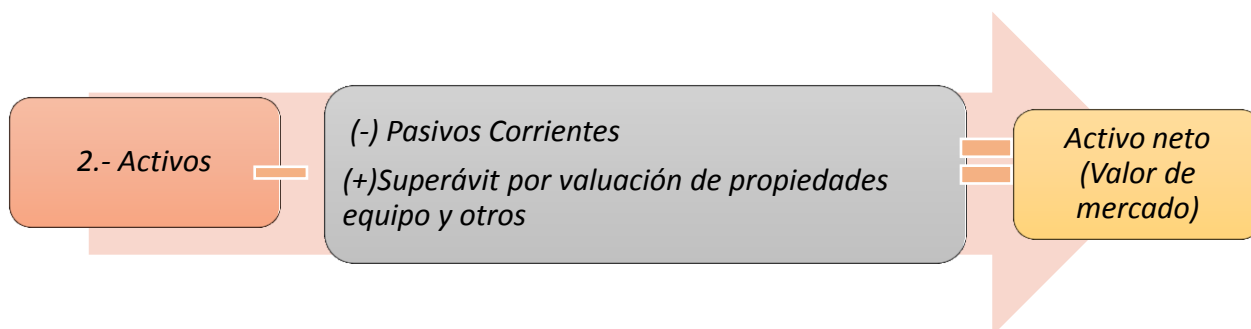 2.- Activos
(-) Pasivos Corrientes
(+)Superávit por valuación de propiedades
equipo y otros
Activo neto
(Valor de
mercado)